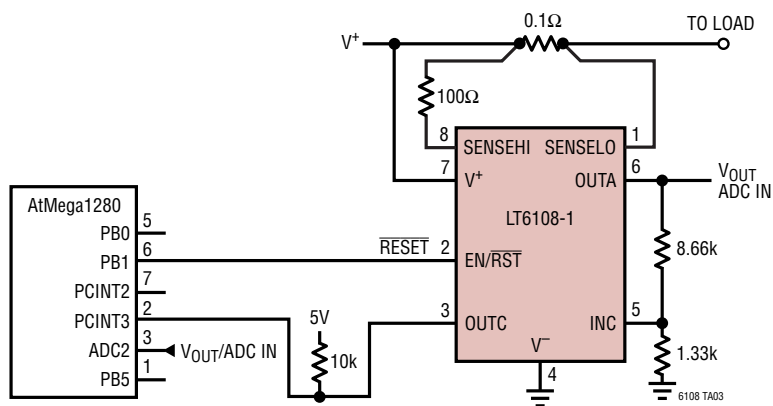 0.1Ω
V+
TO LOAD
100Ω
8
SENSEHI
SENSELO
1
7
V+
OUTA
6
VOUT
ADC IN
AtMega1280
LT6108-1
PB0
5
8.66k
PB1
6
RESET
2
EN/RST
PCINT2
7
PCINT3
2
5V
3
OUTC
INC
5
ADC2
3
VOUT/ADC IN
10k
V–
1.33k
PB5
1
4
6108 TA03